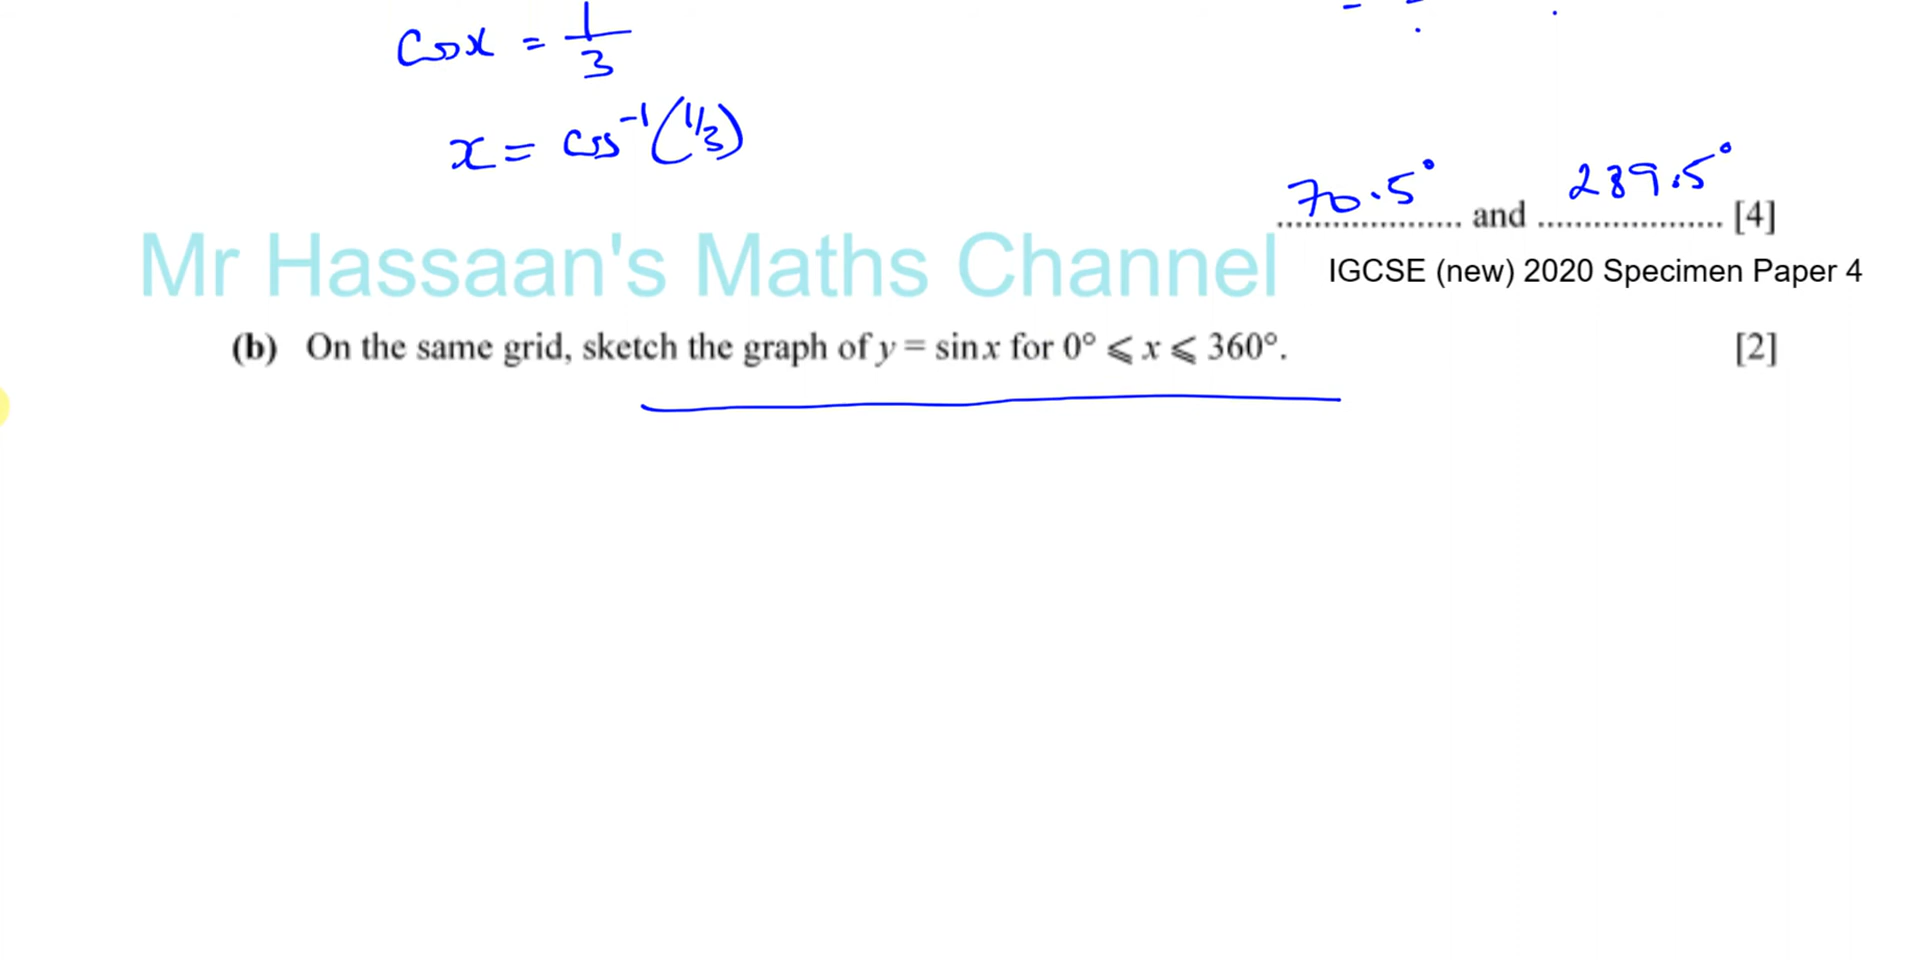 cosx = 1/3
x = cos⁻¹(1/3)
70.5° and 289.5° [4]
Mr Hassaan's Maths Channel
IGCSE (new) 2020 Specimen Paper 4
(b) On the same grid, sketch the graph of y = sin x for 0° ⩽ x ⩽ 360°. [2]